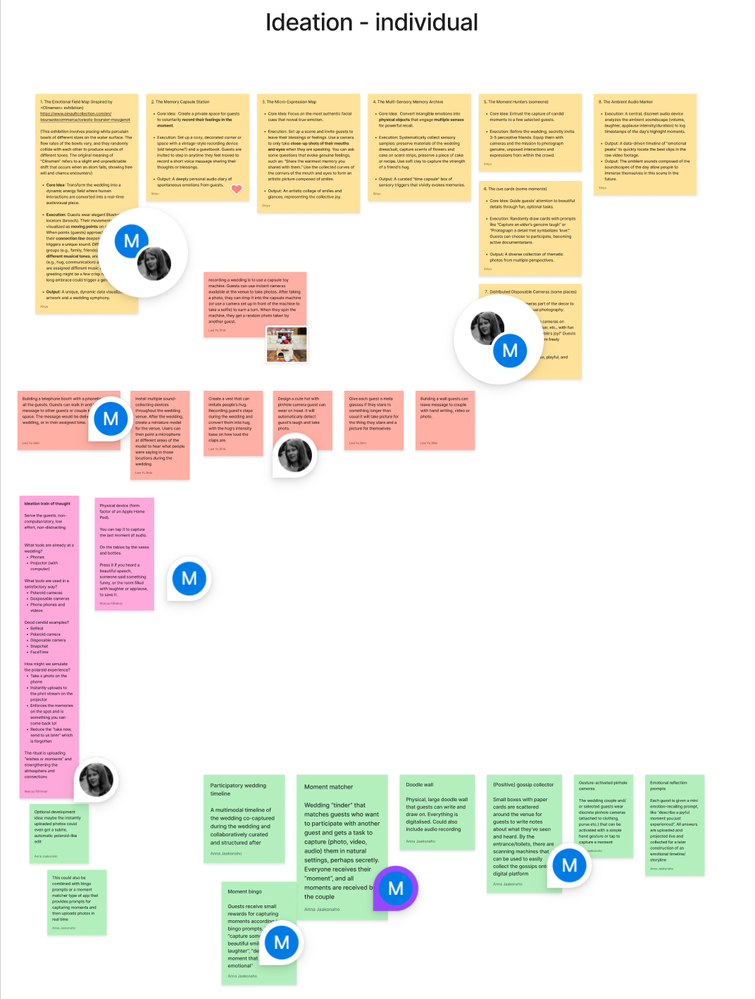 Ideation - individual
1. The Emotional Field Map (Inspired by
<Clinamen> exhibition)
https://www.pinaultcollection.com/en/
boursedecommerce/celeste-boursier-mougenot
(This exhibition involves placing white porcelain
bowls of different sizes on the water surface. The
flow rates of the bowls vary, and they randomly
collide with each other to produce sounds of
different tones. The original meaning of
"Clinamen" refers to a slight and unpredictable
shift that occurs when an atom falls, showing free
will and chance encounters)
• Core Idea: Transform the wedding into a
dynamic energy field where human
interactions are converted into a real-time
audiovisual piece.
• Execution: Guests wear elegant
locators (brooch). Their
visualized as moving points on
When points (guests)
their connection line
triggers a unique sound.
groups (e.g., family, friends)
different musical tones,
(e.g., hug, communication)
are assigned different music
greeting might be a few crisp
long embrace could trigger a
• Output: A unique, dynamic data
artwork and a wedding symphony.
Xinyu
2. The Memory Capsule Station
• Core Idea: Create a private space for guests
to voluntarily record their feelings in the
moment.
• Execution: Set up a cozy, decorated corner or
space with a vintage-style recording device
(old telephone?) and a guestbook. Guests are
invited to step in anytime they feel moved to
record a short voice message sharing their
thoughts or blessings.
• Output: A deeply personal audio diary of
spontaneous emotions from guests.
Xinyu
3. The Micro-Expression Map
• Core Idea: Focus on the most authentic facial
cues that reveal true emotion.
• Execution: Set up a scene and invite guests to
leave their blessings or feelings. Use a camera
to only take close-up shots of their mouths
and eyes when they are speaking. You can ask
some questions that evoke genuine feelings,
such as: "Share the warmest memory you
shared with them." Use the collected curves of
the corners of the mouth and eyes to form an
artistic picture composed of smiles.
• Output: An artistic collage of smiles and
glances, representing the collective joy.
Xinyu
4. The Multi-Sensory Memory Archive
• Core Idea: Convert intangible emotions into
physical objects that engage multiple senses
for powerful recall.
• Execution: Systematically collect sensory
samples: preserve materials of the wedding
dress/suit, capture scents of flowers and
cake on scent strips, preserve a piece of cake
or recipe. Use soft clay to capture the strength
of a friend's hug.
• Output: A curated "time capsule" box of
sensory triggers that vividly evokes memories.
Xinyu
5. The Moment Hunters (someone)
• Core Idea: Entrust the capture of candid
moments to a few selected guests.
• Execution: Before the wedding, secretly invite
3-5 perceptive friends. Equip them with
cameras and the mission to photograph
genuine, unposed interactions and
expressions from within the crowd.
Xinyu
8. The Ambient Audio Marker
• Execution: A central, discreet audio device
analyzes the ambient soundscape (volume,
laughter, applause intensity/duration) to log
timestamps of the day's highlight moments.
• Output: A data-driven timeline of "emotional
peaks" to quickly locate the best clips in the
raw video footage.
• Output: The ambient sounds composed of the
soundscapes of the day allow people to
immerse themselves in this scene in the
future.
Xinyu
6. The cue cards (some moments)
• Core Idea: Guide guests' attention to beautiful
details through fun, optional tasks.
• Execution: Randomly draw cards with prompts
like "Capture an elder's genuine laugh" or
"Photograph a detail that symbolizes 'love.'"
Guests can choose to participate, becoming
active documentarians.
• Output: A diverse collection of thematic
photos from multiple perspectives.
Xinyu
7. Distributed Disposable Cameras (some places)
part of the decor to
photography.
cameras on
etc., with fun
joy!" Guests
freely
playful, and
M
M
recording a wedding is to use a capsule toy
machine. Guests can use instant cameras
available at the venue to take photos. After taking
a photo, they can drop it into the capsule machine
(or use a camera set up in front of the machine to
take a selfie) to earn a turn. When they spin the
machine, they get a random photo taken by
another guest.
Leai Yu Shin
Building a telephone booth with a
all the guests. Guests can walk in and
message to other guests or couple
space. The message would be
wedding, or in their assigned time.
Leai Yu Shin
M
Install multiple sound-
collecting devices
throughout the wedding
venue. After the wedding,
create a miniature model
for the venue. Users can
then point a microphone
at different areas of the
model to hear what people
were saying in those
locations during the
wedding
Leai Yu Shin
Create a vest that can
imitate people's hug.
Recording guest's claps
during the wedding and
convert them into hug,
with the hug's intensity
base on how loud the
claps are.
Leai Yu Shin
Design a cute hat with
pinhole camera guest can
wear on head. It will
automatically detect
guest's laugh and take
photo.
Give each guest a meta
glasses if they stare to
something longer than
usual it will take picture for
the thing they stare and a
picture for themselves
Leai Yu Shin
Building a wall guests can
leave message to couple
with hand writing, video or
photo.
Leai Yu Shin
Ideation train of thought
Serve the guests, non-
compulsoratory, low
effort, non-distracting
What tools are already at a
wedding?
• Phones
• Projector (with
computer)
What tools are used in a
satisfactory way?
• Polaroid cameras
• Dosposable cameras
• Phone phones and
videos
Good candid examples?
• BeReal
• Polaroid camera
• Disposable camera
• Snapchat
• FaceTime
How might we simulate
the polaroid experience?
• Take a photo on the
phone
• Instantly uploads to
the phot stream on the
projector
• Enforces the memories
on the spot and is
something you can
come back to!
• Reduce the "take now,
send to us later" which
is forgotten
The ritual is uploading
"wishes or moments" and
strengthening the
atmosphere and
connections
Marcus Påhlman
Physical device (form
factor of an Apple Home
Pod).
You can tap it to capture
the last moment of audio.
On the tables by the vases
and bottles.
Press it if you heard a
beautiful speech,
someone said something
funny, or the room filled
with laughter or applause,
to save it.
Marcus Påhlman
M
Optional development
idea: maybe the instantly
uploaded photos could
even get a subtle,
automatic polaroid-like
edit
Anna Jaakonaho
This could also be
combined with bingo
prompts or a moment
matcher type of app that
provides prompts for
capturing moments and
then uploads photos in
real time
Anna Jaakonaho
Participatory wedding
timeline
A multimodal timeline of
the wedding co-captured
during the wedding and
collaboratively curated
and structured after
Anna Jaakonaho
Moment matcher
Wedding "tinder" that
matches guests who want
to participate with another
guest and gets a task to
capture (photo, video,
audio) them in natural
settings, perhaps secretly.
Everyone receives their
"moment", and all
moments are received by
the couple
Anna Jaakonaho
M
Doodle wall
Physical, large doodle wall
that guests can write and
draw on. Everything is
digitalised. Could also
include audio recording
Anna Jaakonaho
(Positive) gossip collector
Small boxes with paper
cards are scattered
around the venue for
guests to write notes
about what they've seen
and heard. By the
entrance/toilets, there are
scanning machines that
can be used to easily
collect the gossips onto
digital platform
Anna Jaakonaho
M
Gesture-activated pinhole
cameras
The wedding couple and/
or selected guests wear
discrete pinhole cameras
(attached to clothing,
purse etc.) that can be
activated with a simple
hand gesture or tap to
capture a moment
Jaakonaho
Emotional reflection
prompts
Each guest is given a mini
emotion-recalling prompt,
like "describe a joyful
moment you just
experienced". All answers
are uploaded and
projected live and
collected for a later
construction of an
emotional timeline/
storyline
Anna Jaakonaho
Moment bingo
Guests receive small
rewards for capturing
moments according
bingo prompts,
"capture
beautiful
laughter",
moment that
emotional"
Anna Jaakonaho
M